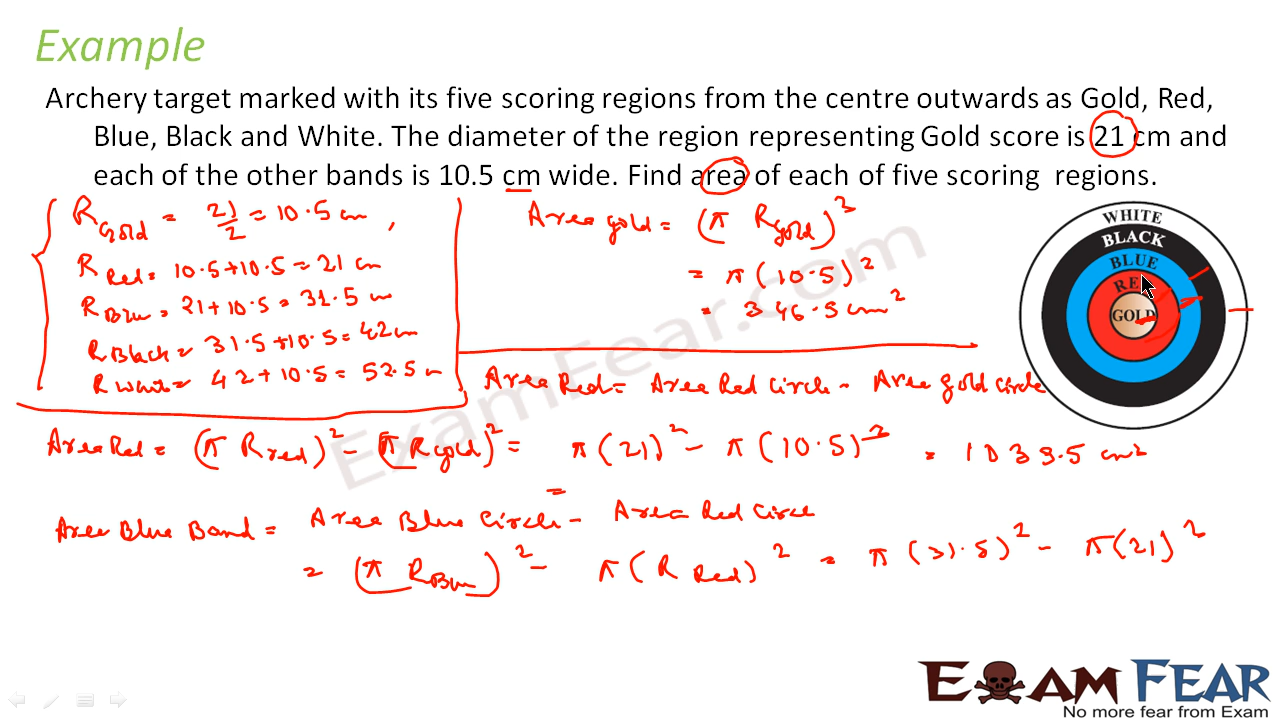 Example
Archery target marked with its five scoring regions from the centre outwards as Gold, Red,
Blue, Black and White. The diameter of the region representing Gold score is 21 cm and
each of the other bands is 10.5 cm wide. Find area of each of five scoring regions.
R Gold = 21/2 = 10.5 cm,
R Red = 10.5+10.5 = 21 cm
R Blue = 21+10.5 = 31.5 cm
R Black = 31.5+10.5 = 42 cm
R White = 42+10.5 = 52.5 cm
Area gold = (π R gold)²
= π(10.5)²
= 346.5 cm²
WHITE
BLACK
BLUE
RED
GOLD
Area Red = Area Red Circle - Area gold Circle
Area Red = (π R red)² - (π R gold)² = π(21)² - π(10.5)² = 1039.5 cm²
Area Blue Band = Area Blue Circle - Area Red Circle
= (π R Blue)² - π(R Red)² = π(31.5)² - π(21)²
ExamFear.com
EXAM FEAR
No more fear from Exam